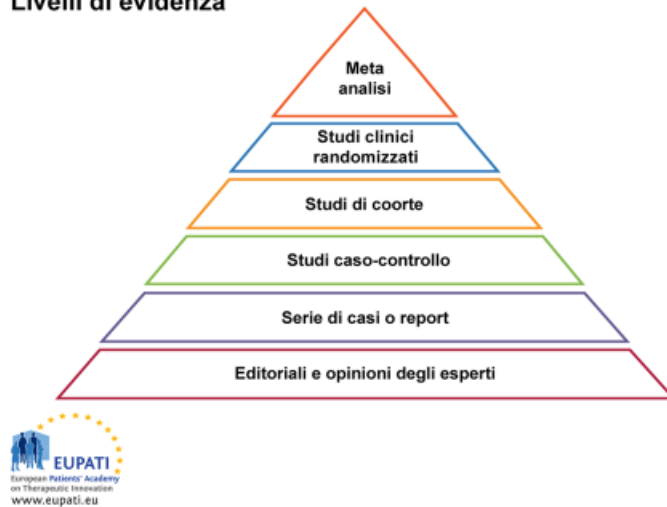 Livelli di evidenza
Meta
analisi
Studi clinici
randomizzati
Studi di coorte
Studi caso-controllo
Serie di casi o report
Editoriali e opinioni degli esperti
EUPATI
European Patients' Academy
on Therapeutic Innovation
www.eupati.eu